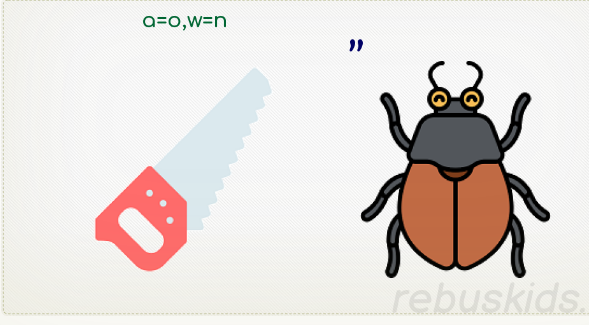 a=o,w=n
,,
rebuskids.